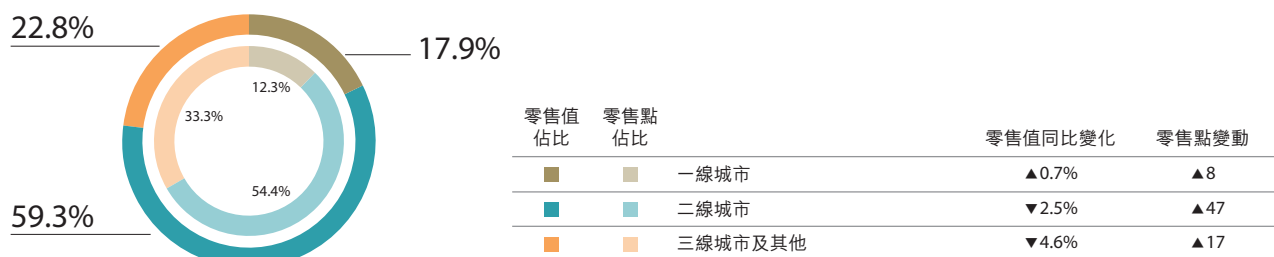 22.8%
17.9%
12.3%
33.3%
54.4%
59.3%
零售值 零售點
佔比 佔比 零售值同比變化 零售點變動
一線城市 ▲0.7% ▲8
二線城市 ▼2.5% ▲47
三線城市及其他 ▼4.6% ▲17